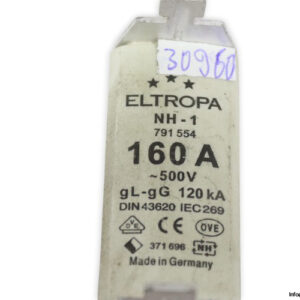 30960
ELTROPA
NH - 1
791 554
160 A
~500V
gL-gG 120 kA
DIN 43620 IEC 269
CE OVE
371 696 NH
Made in Germany